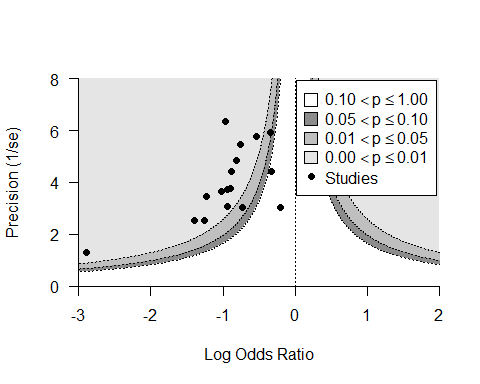 8
6
4
2
0
Precision (1/se)
-3 -2 -1 0 1 2
Log Odds Ratio
0.10 < p ≤ 1.00
0.05 < p ≤ 0.10
0.01 < p ≤ 0.05
0.00 < p ≤ 0.01
Studies